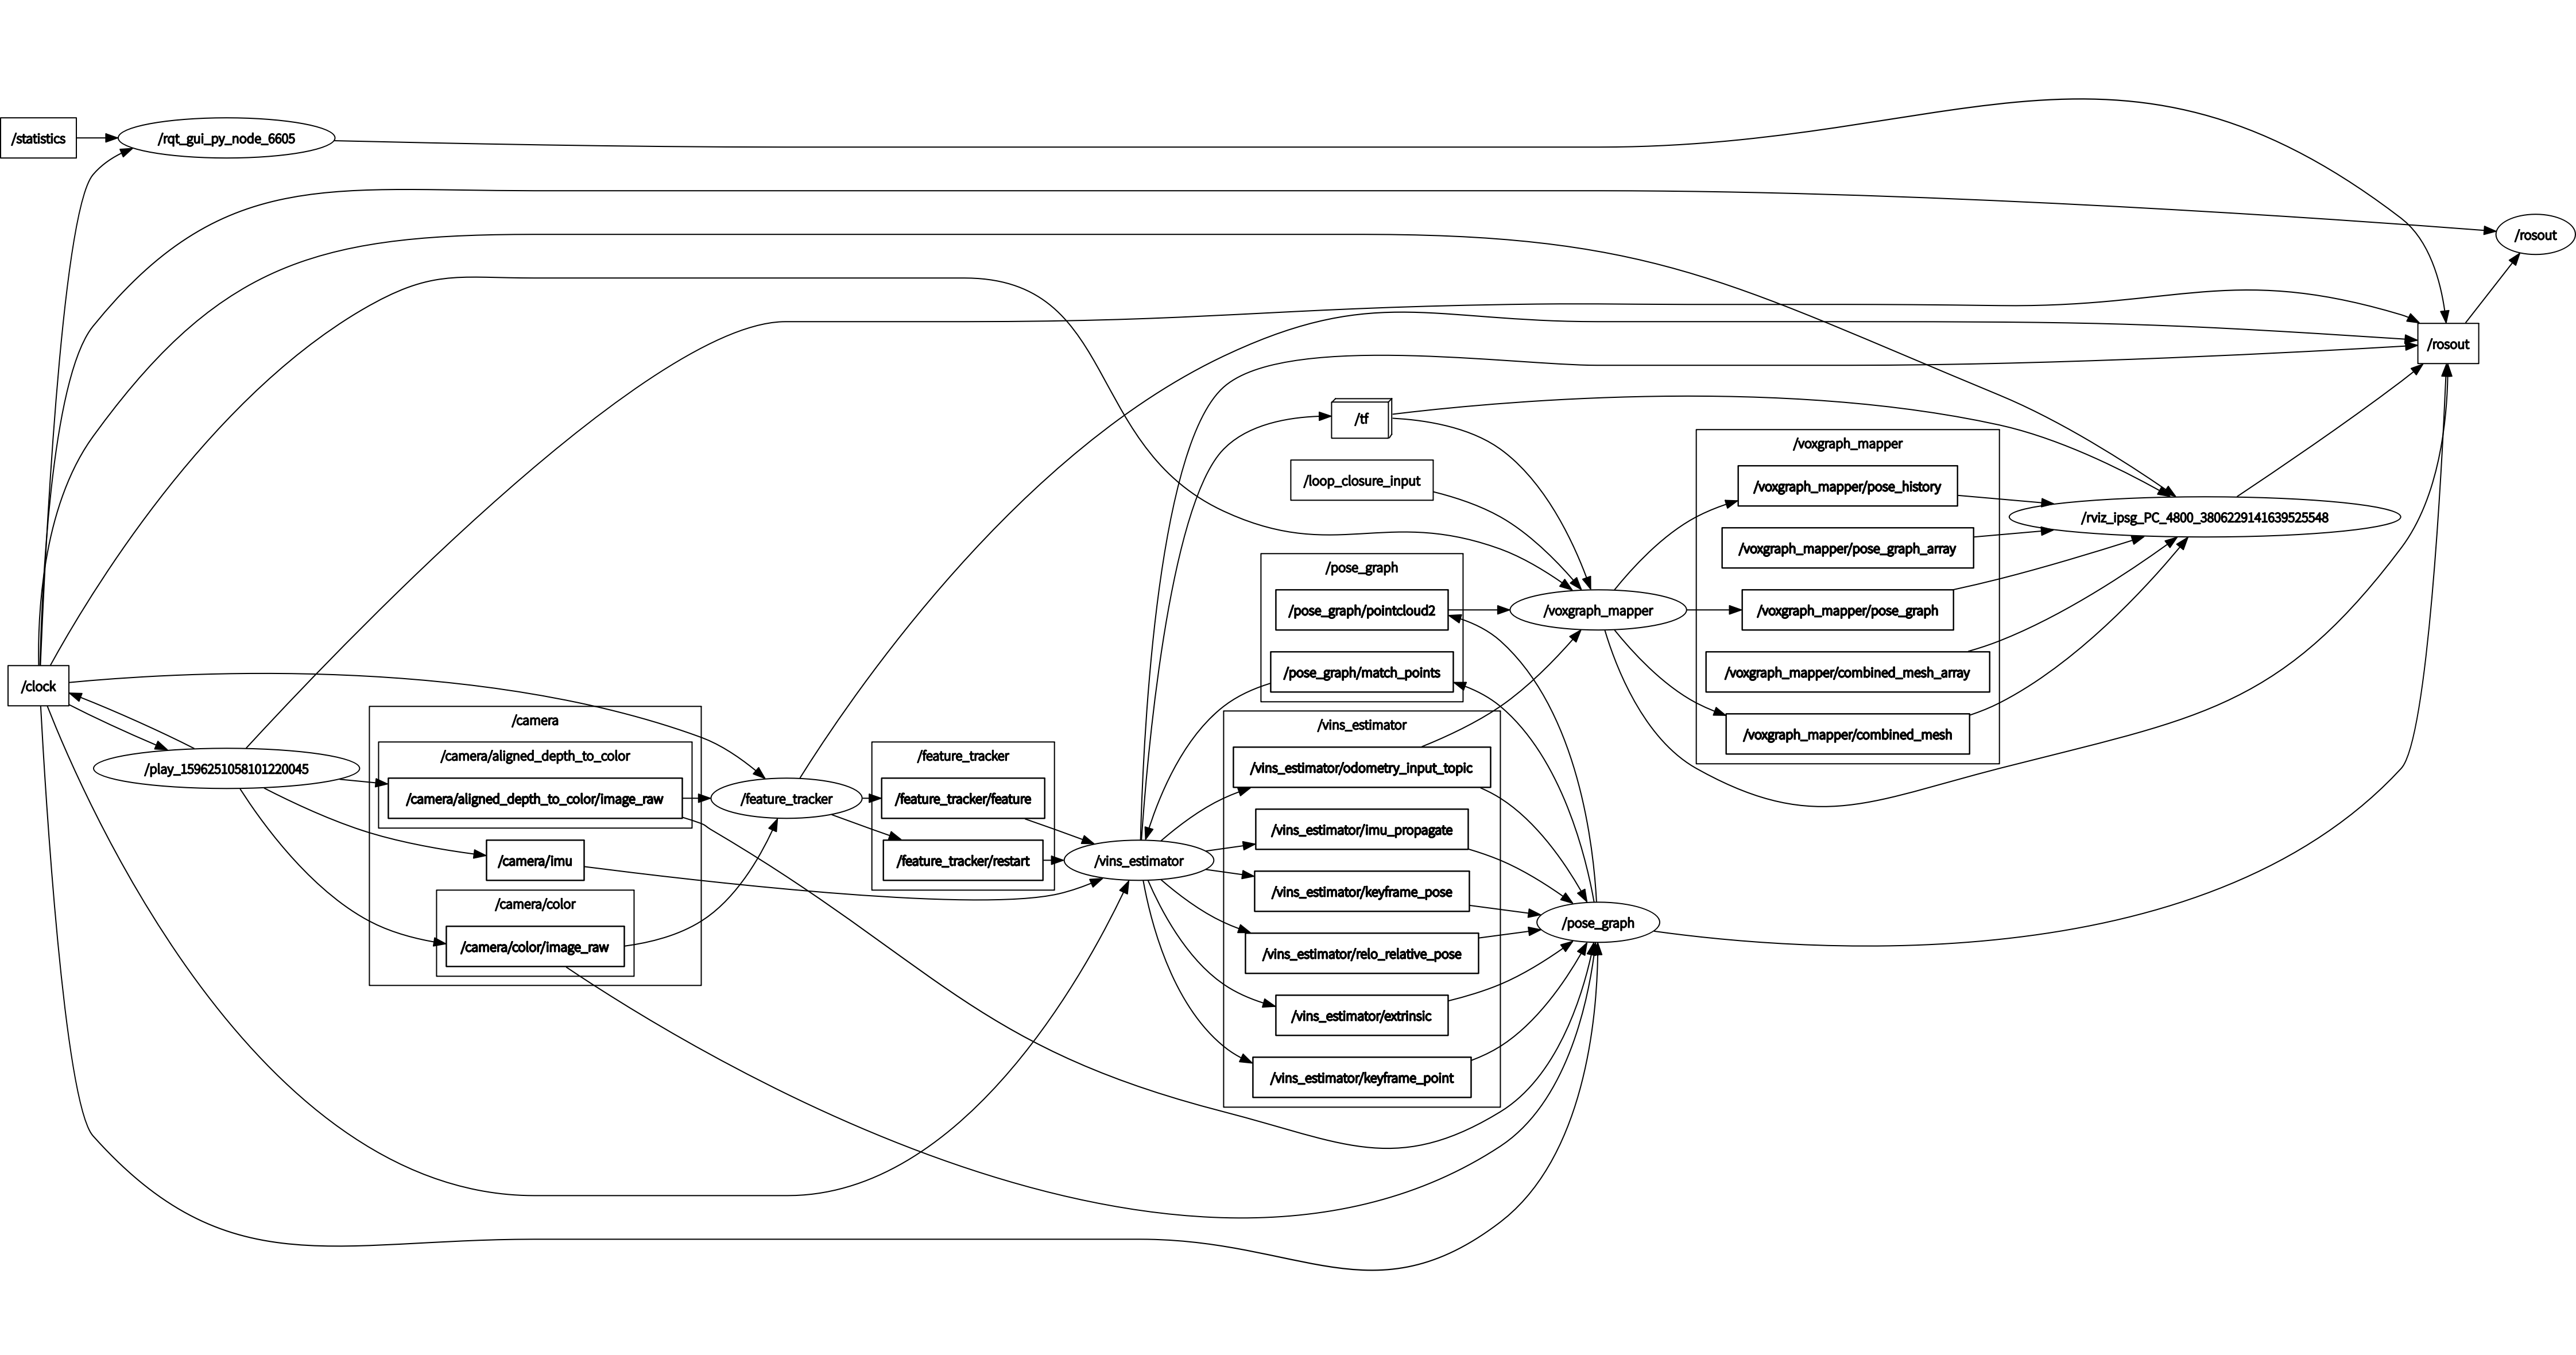 /statistics
/rqt_gui_py_node_6605
/rosout
/rosout
/tf
/loop_closure_input
/voxgraph_mapper
/voxgraph_mapper/pose_history
/rviz_ipsg_PC_4800_3806229141639525548
/voxgraph_mapper/pose_graph_array
/pose_graph
/pose_graph/pointcloud2
/voxgraph_mapper
/voxgraph_mapper/pose_graph
/pose_graph/match_points
/voxgraph_mapper/combined_mesh_array
/clock
/camera
/vins_estimator
/voxgraph_mapper/combined_mesh
/camera/aligned_depth_to_color
/feature_tracker
/play_1596251058101220045
/vins_estimator/odometry_input_topic
/camera/aligned_depth_to_color/image_raw
/feature_tracker
/feature_tracker/feature
/vins_estimator/imu_propagate
/camera/imu
/feature_tracker/restart
/vins_estimator
/vins_estimator/keyframe_pose
/camera/color
/pose_graph
/camera/color/image_raw
/vins_estimator/relo_relative_pose
/vins_estimator/extrinsic
/vins_estimator/keyframe_point